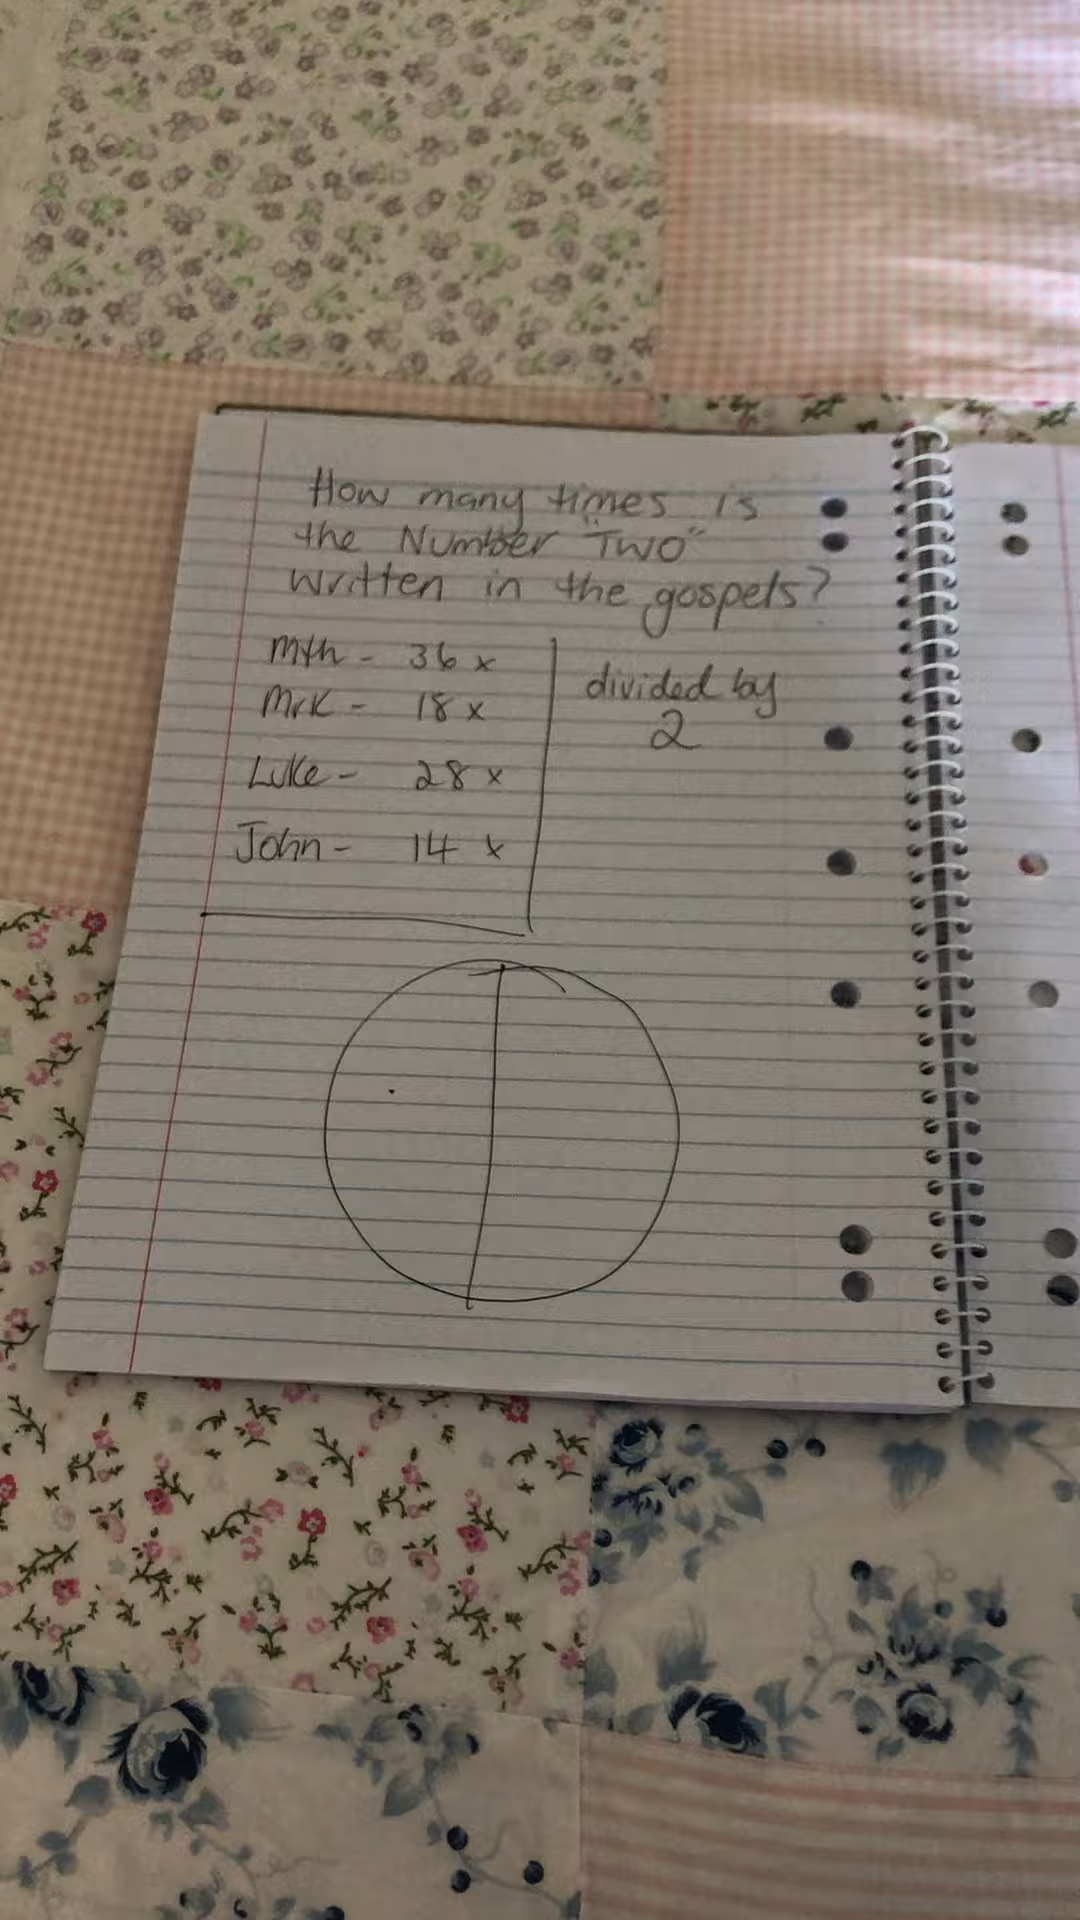 How many times is
the Number "Two"
written in the gospels?
Mth - 36 x
Mrk - 18 x
Luke - 28 x
John - 14 x
divided by
2